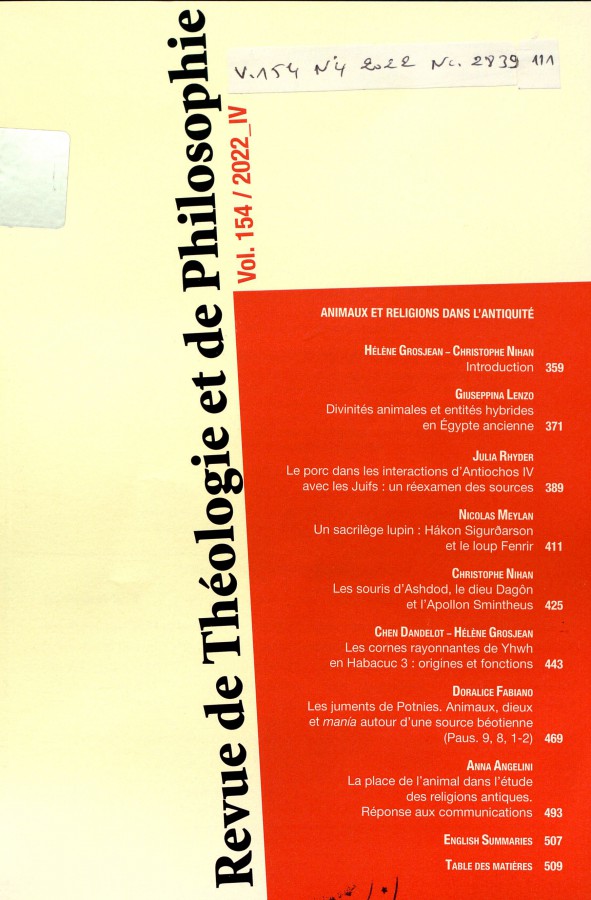 V.154 N°4 2022 Nc. 2839 111
Revue de Théologie et de Philosophie
Vol. 154 / 2022_IV
ANIMAUX ET RELIGIONS DANS L'ANTIQUITÉ
HÉLÈNE GROSJEAN – CHRISTOPHE NIHAN
Introduction 359
GIUSEPPINA LENZO
Divinités animales et entités hybrides
en Égypte ancienne 371
JULIA RHYDER
Le porc dans les interactions d'Antiochos IV
avec les Juifs : un réexamen des sources 389
NICOLAS MEYLAN
Un sacrilège lupin : Hákon Sigurðarson
et le loup Fenrir 411
CHRISTOPHE NIHAN
Les souris d'Ashdod, le dieu Dagôn
et l'Apollon Smintheus 425
CHEN DANDELOT – HÉLÈNE GROSJEAN
Les cornes rayonnantes de Yhwh
en Habacuc 3 : origines et fonctions 443
DORALICE FABIANO
Les juments de Potnies. Animaux, dieux
et manía autour d'une source béotienne
(Paus. 9, 8, 1-2) 469
ANNA ANGELINI
La place de l'animal dans l'étude
des religions antiques.
Réponse aux communications 493
ENGLISH SUMMARIES 507
TABLE DES MATIÈRES 509